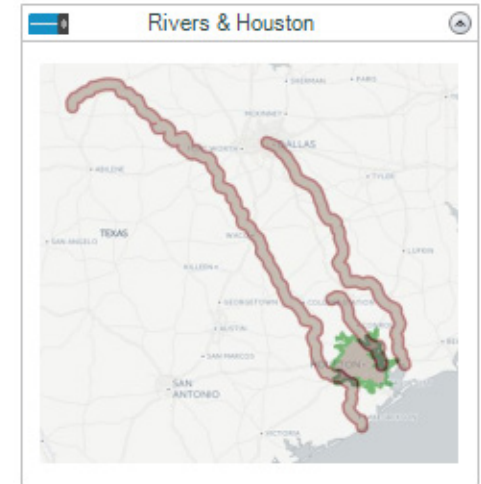 Rivers & Houston
• SHERMAN
• PARIS
MCKINNEY •
DALLAS
• ABILENE
• TYLER
TEXAS
• SAN ANGELO
WACO
• LUFKIN
KILLEEN •
• GEORGETOWN
• AUSTIN
• SAN MARCOS
SAN
ANTONIO
• VICTORIA